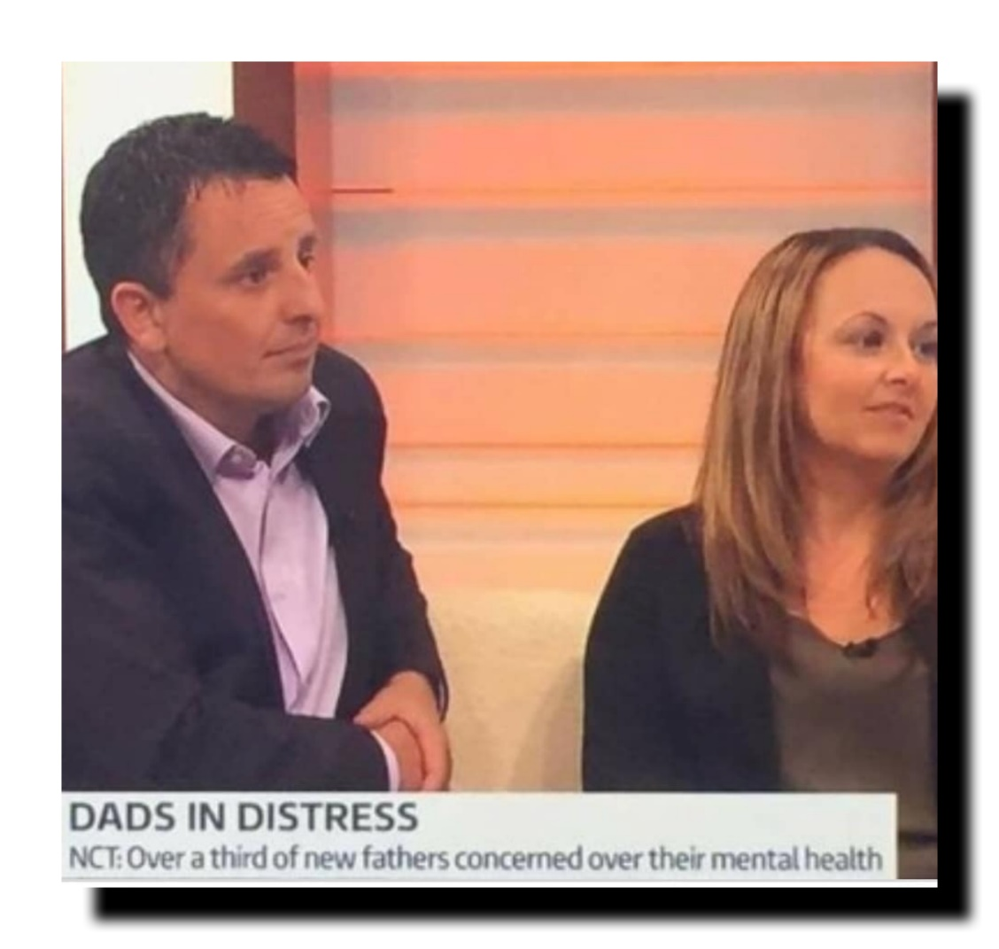 DADS IN DISTRESS
NCT: Over a third of new fathers concerned over their mental health